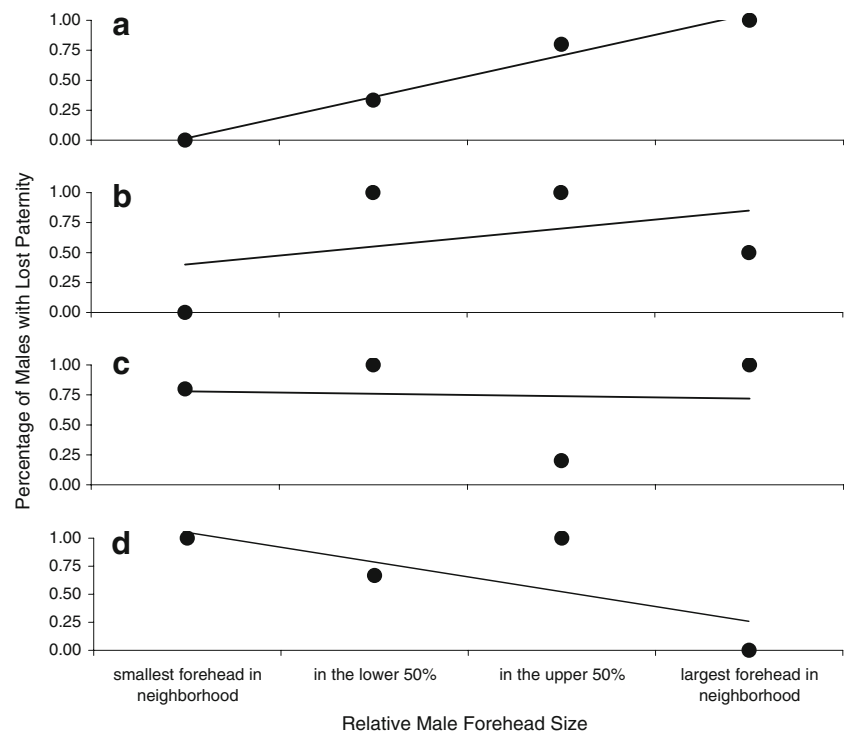 Percentage of Males with Lost Paternity
a
1.00
0.75
0.50
0.25
0.00
b
1.00
0.75
0.50
0.25
0.00
c
1.00
0.75
0.50
0.25
0.00
d
1.00
0.75
0.50
0.25
0.00
smallest forehead in
neighborhood
in the lower 50%
in the upper 50%
largest forehead in
neighborhood
Relative Male Forehead Size